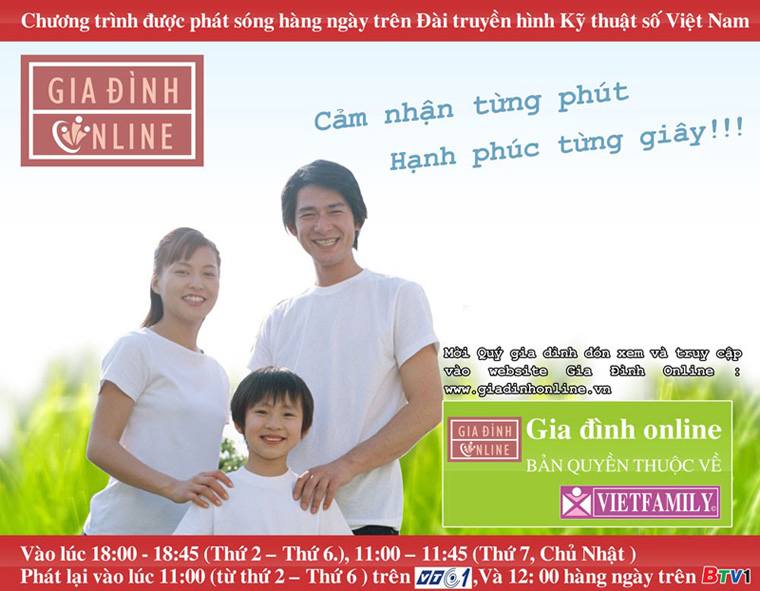 Chương trình được phát sóng hàng ngày trên Đài truyền hình Kỹ thuật số Việt Nam
GIA ĐÌNH
ONLINE
Cảm nhận từng phút
Hạnh phúc từng giây!!!
Mời Quý gia đình đón xem và truy cập
vào website Gia Đình Online :
www.giadinhonline.vn
GIA ĐÌNH
ONLINE
Gia đình online
BẢN QUYỀN THUỘC VỀ
VIETFAMILY©
Vào lúc 18:00 - 18:45 (Thứ 2 – Thứ 6.), 11:00 – 11:45 (Thứ 7, Chủ Nhật )
Phát lại vào lúc 11:00 (từ thứ 2 – Thứ 6 ) trên VTC1 ,Và 12: 00 hàng ngày trên BTV1